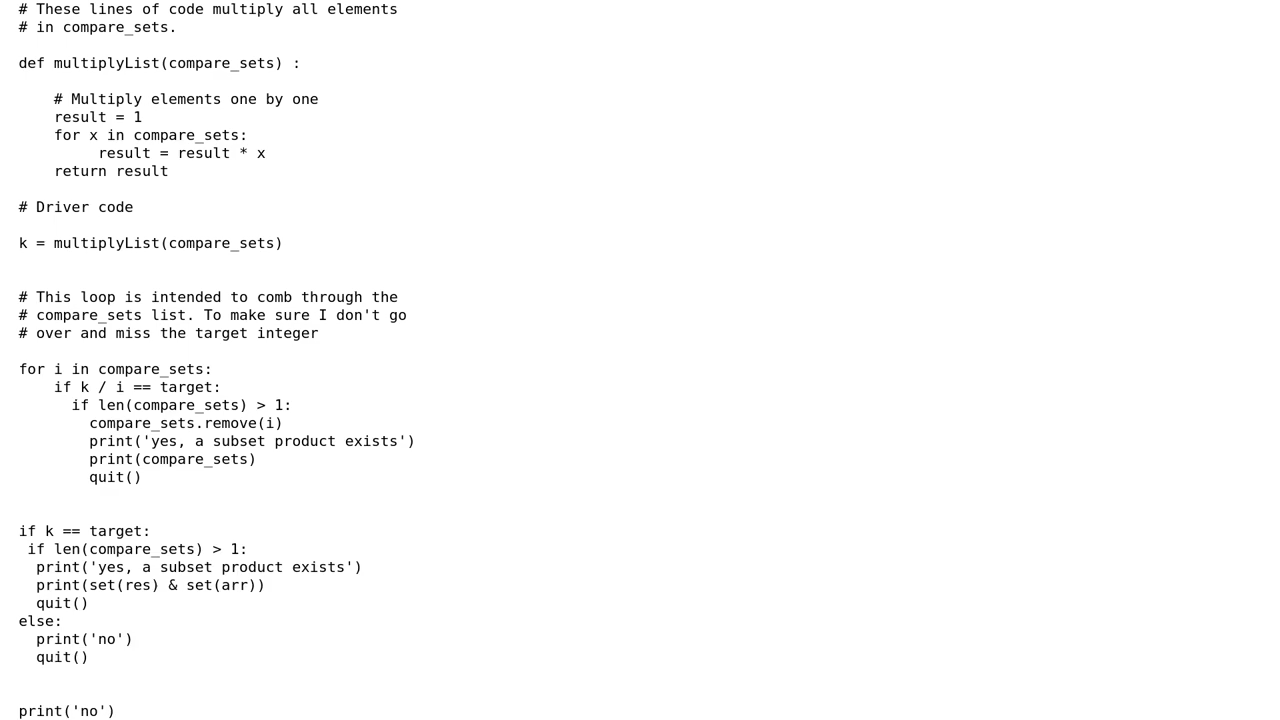 # These lines of code multiply all elements
# in compare_sets.

def multiplyList(compare_sets) :

    # Multiply elements one by one
    result = 1
    for x in compare_sets:
         result = result * x
    return result

# Driver code

k = multiplyList(compare_sets)


# This loop is intended to comb through the
# compare_sets list. To make sure I don't go
# over and miss the target integer

for i in compare_sets:
    if k / i == target:
      if len(compare_sets) > 1:
        compare_sets.remove(i)
        print('yes, a subset product exists')
        print(compare_sets)
        quit()


if k == target:
 if len(compare_sets) > 1:
  print('yes, a subset product exists')
  print(set(res) & set(arr))
  quit()
else:
  print('no')
  quit()


print('no')